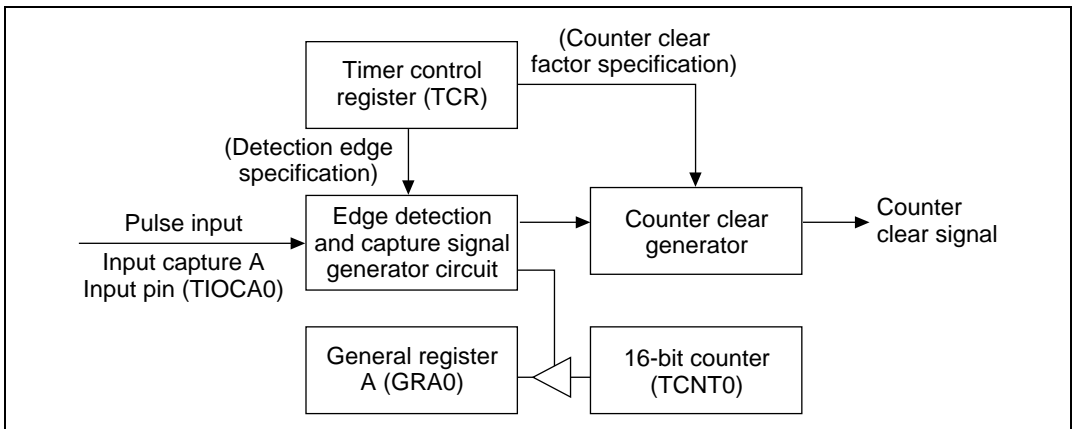 (Counter clear
factor specification)
Timer control
register (TCR)
(Detection edge
specification)
Pulse input
Input capture A
Input pin (TIOCA0)
Edge detection
and capture signal
generator circuit
Counter clear
generator
Counter
clear signal
General register
A (GRA0)
16-bit counter
(TCNT0)